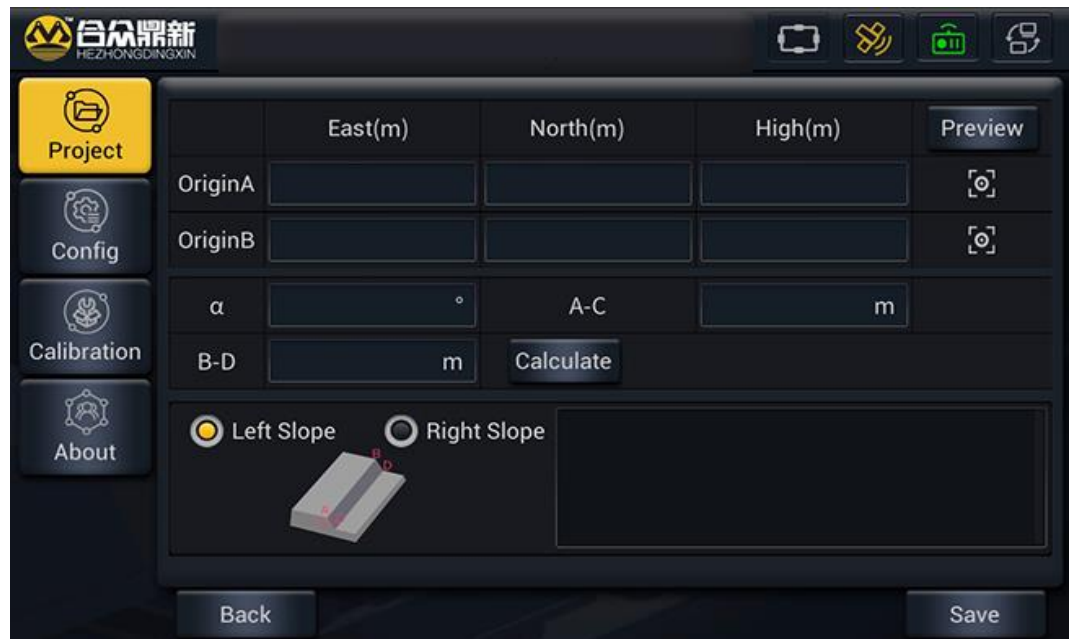 合众鼎新
HEZHONGDINGXIN
Project
Config
Calibration
About
East(m) North(m) High(m) Preview
OriginA
OriginB
α ° A-C m
B-D m Calculate
Left Slope Right Slope
B
D
Back Save